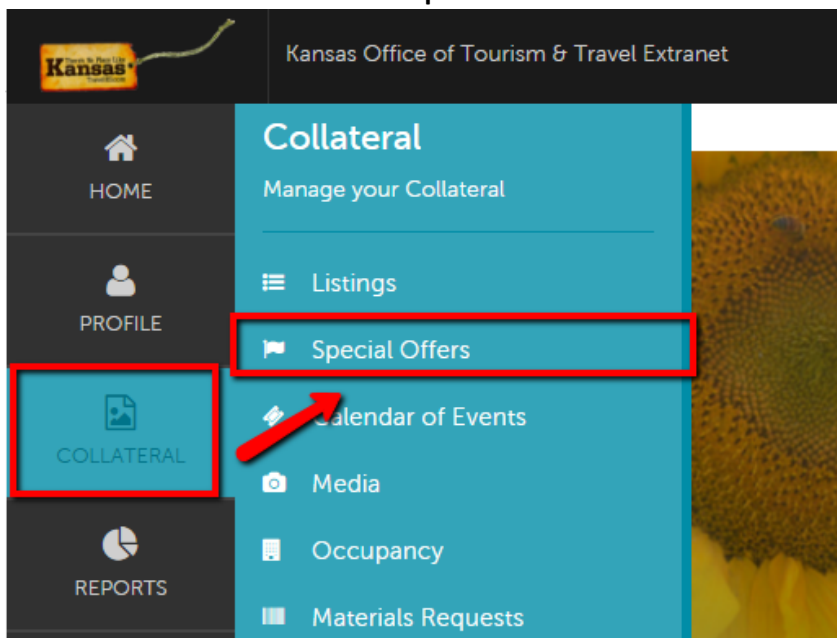 Kansas
Kansas Office of Tourism & Travel Extranet
HOME
PROFILE
COLLATERAL
REPORTS
Collateral
Manage your Collateral
Listings
Special Offers
Calendar of Events
Media
Occupancy
Materials Requests